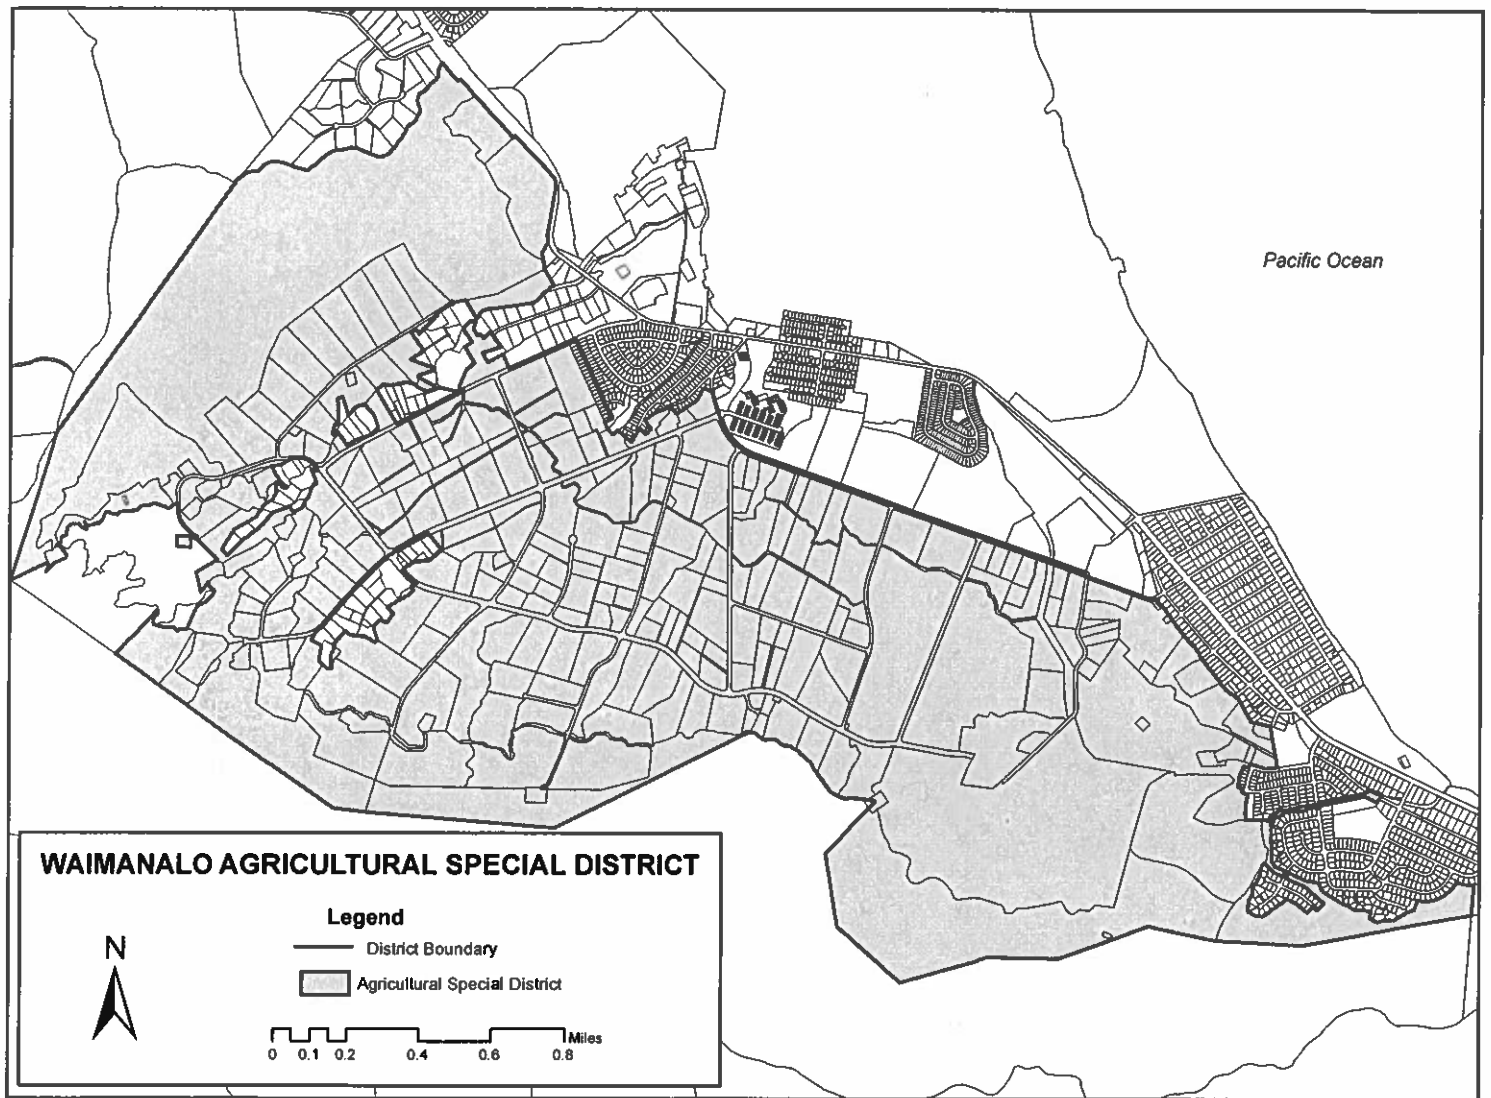 Pacific Ocean
WAIMANALO AGRICULTURAL SPECIAL DISTRICT
Legend
District Boundary
Agricultural Special District
N
Miles
0 0.1 0.2 0.4 0.6 0.8